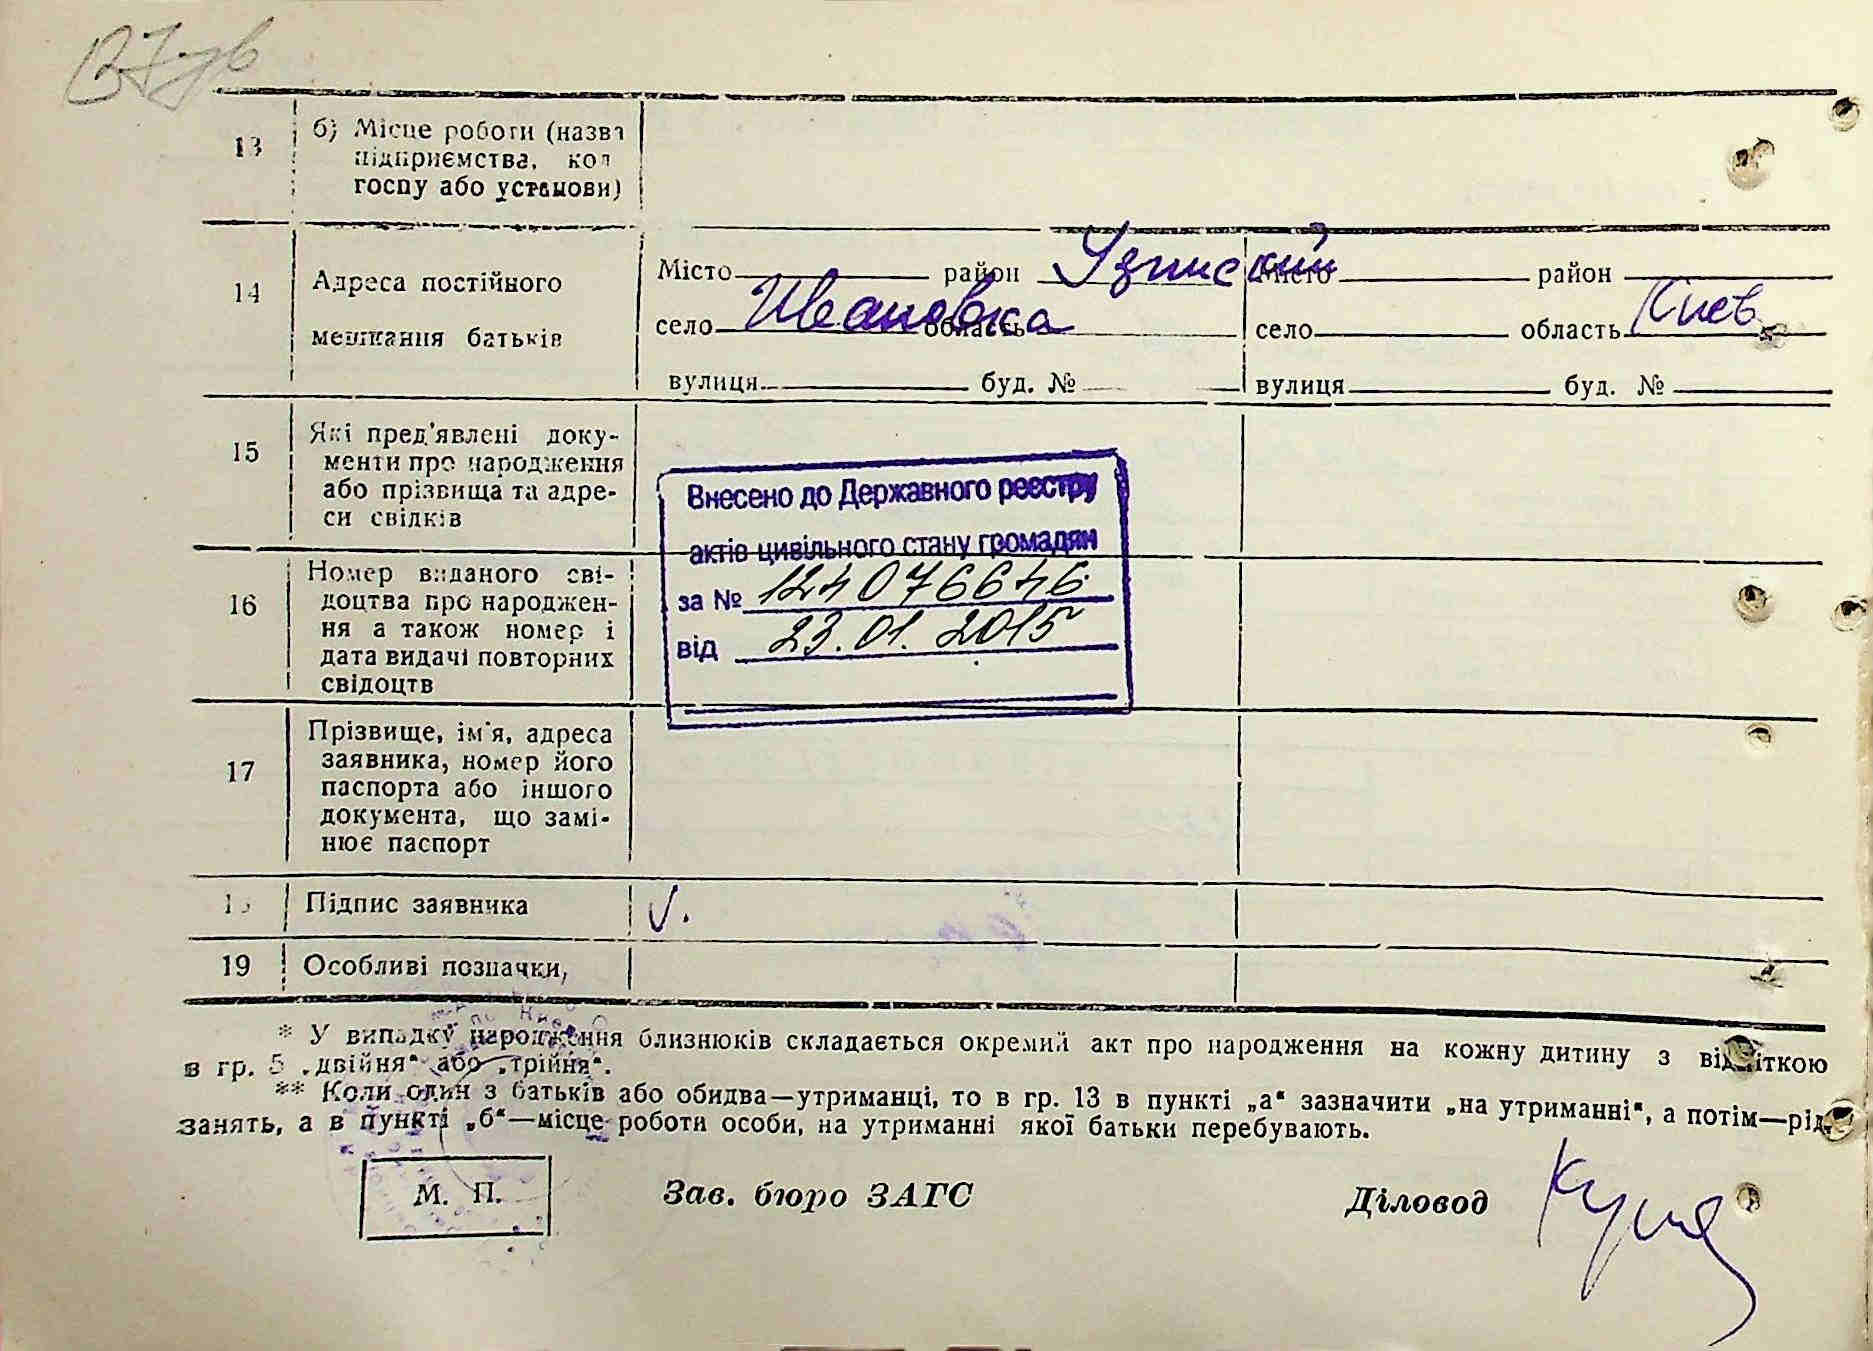 13
б) Місце роботи (назва
підприємства, кол
госпу або установи)
14
Адреса постійного
мешкання батьків
Місто район Узинский
село Ивановка область
вулиця буд. №
Місто район
село область Киев.
вулиця буд. №
15
Які пред'явлені доку-
менти про народження
або прізвища та адре-
си свідків
Внесено до Державного реєстру
актів цивільного стану громадян
за № 124076646
від 23.01.2015
16
Номер виданого сві-
доцтва про народжен-
ня а також номер і
дата видачі повторних
свідоцтв
17
Прізвище, ім'я, адреса
заявника, номер його
паспорта або іншого
документа, що замі-
нює паспорт
Підпис заявника
19
Особливі позначки,
* У випадку народження близнюків складається окремий акт про народження на кожну дитину з відміткою
в гр. 5 „двійня“ або „трійня“.
** Коли один з батьків або обидва—утриманці, то в гр. 13 в пункті „а“ зазначити „на утриманні“, а потім—рід
занять, а в пункті „б“—місце роботи особи, на утриманні якої батьки перебувають.
М. П.
Зав. бюро ЗАГС
Діловод